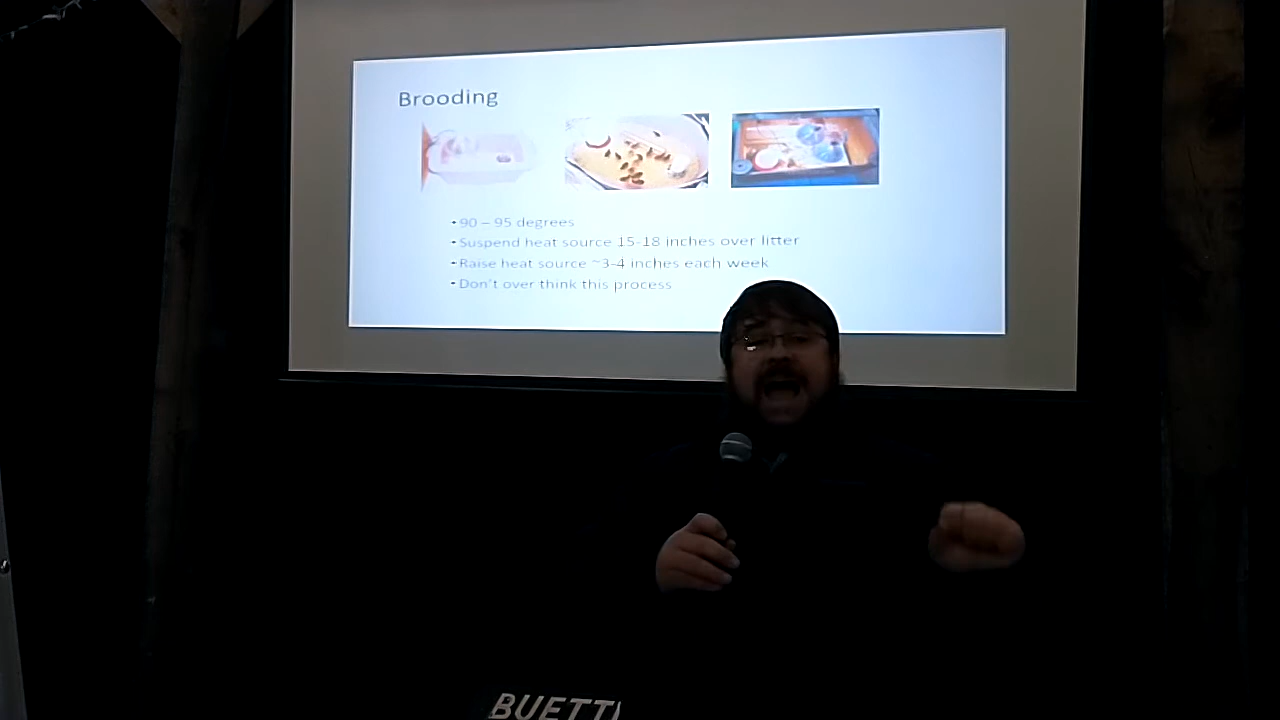 Brooding
• 90 – 95 degrees
• Suspend heat source 15-18 inches over litter
• Raise heat source ~3-4 inches each week
• Don't over think this process
BUETT